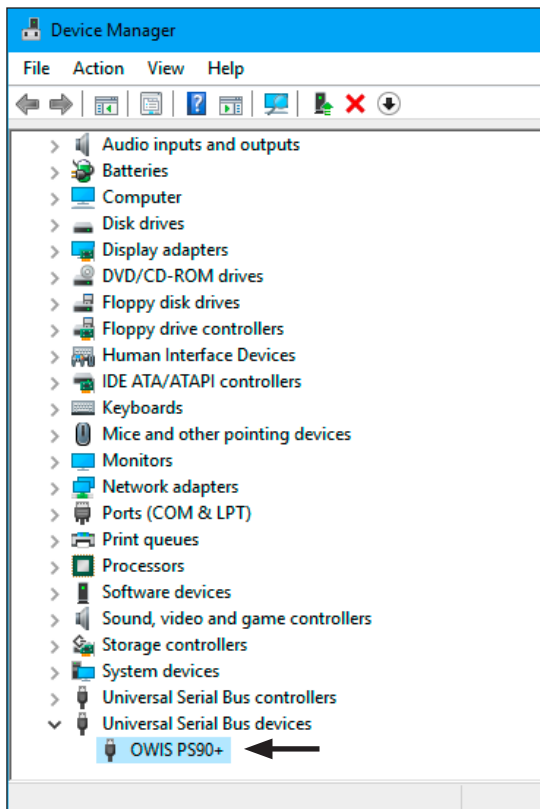 Device Manager
File Action View Help
Audio inputs and outputs
Batteries
Computer
Disk drives
Display adapters
DVD/CD-ROM drives
Floppy disk drives
Floppy drive controllers
Human Interface Devices
IDE ATA/ATAPI controllers
Keyboards
Mice and other pointing devices
Monitors
Network adapters
Ports (COM & LPT)
Print queues
Processors
Software devices
Sound, video and game controllers
Storage controllers
System devices
Universal Serial Bus controllers
Universal Serial Bus devices
OWIS PS90+